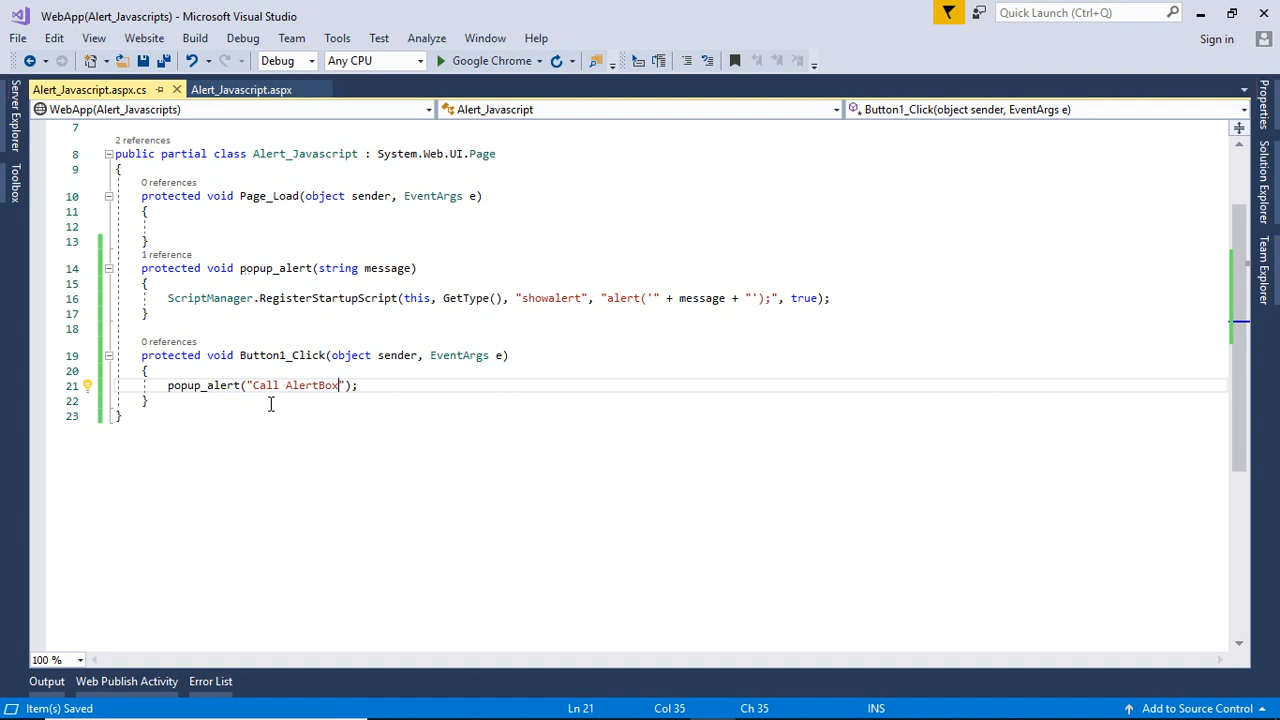 WebApp(Alert_Javascripts) - Microsoft Visual Studio
Quick Launch (Ctrl+Q)
File Edit View Website Build Debug Team Tools Test Analyze Window Help
Sign in
Debug Any CPU Google Chrome
Alert_Javascript.aspx.cs Alert_Javascript.aspx
WebApp(Alert_Javascripts) Alert_Javascript Button1_Click(object sender, EventArgs e)
Server Explorer
Toolbox
Properties
Solution Explorer
Team Explorer
7
2 references
8 public partial class Alert_Javascript : System.Web.UI.Page
9 {
0 references
10 protected void Page_Load(object sender, EventArgs e)
11 {
12
13 }
1 reference
14 protected void popup_alert(string message)
15 {
16 ScriptManager.RegisterStartupScript(this, GetType(), "showalert", "alert('" + message + "');", true);
17 }
18
0 references
19 protected void Button1_Click(object sender, EventArgs e)
20 {
21 popup_alert("Call AlertBox");
22 }
23 }
100 %
Output Web Publish Activity Error List
Item(s) Saved Ln 21 Col 35 Ch 35 INS Add to Source Control